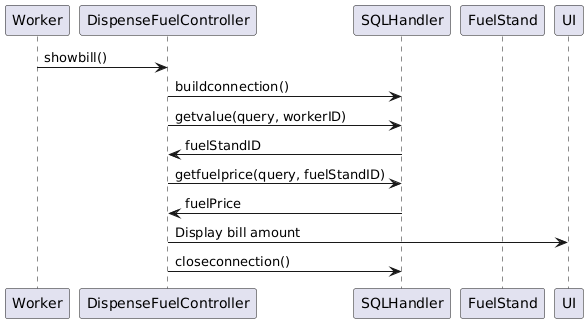 Worker DispenseFuelController SQLHandler FuelStand UI
showbill()
buildconnection()
getvalue(query, workerID)
fuelStandID
getfuelprice(query, fuelStandID)
fuelPrice
Display bill amount
closeconnection()
Worker DispenseFuelController SQLHandler FuelStand UI